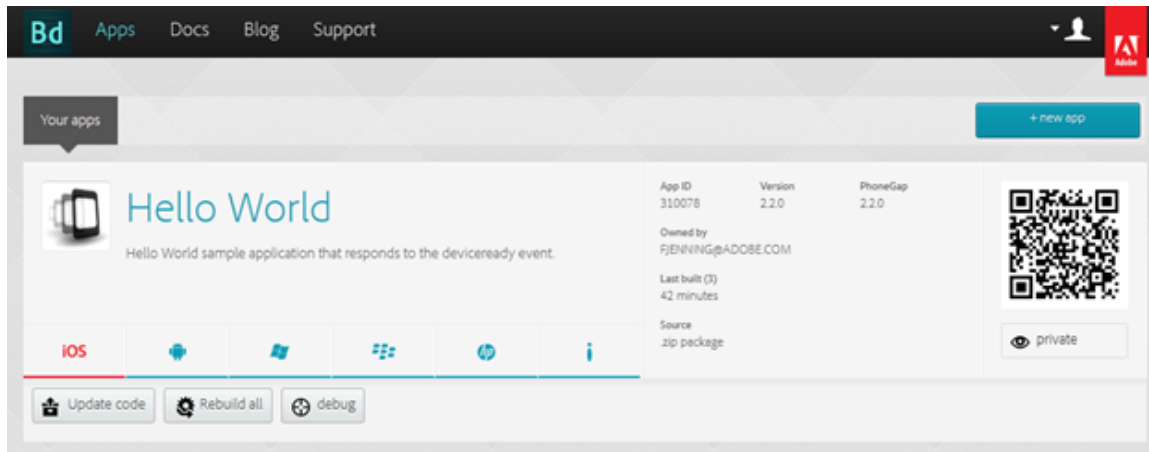 Bd Apps Docs Blog Support
Adobe
Your apps
+ new app
Hello World
Hello World sample application that responds to the deviceready event.
App ID Version PhoneGap
310078 2.2.0 2.2.0
Owned by
FJENNING@ADOBE.COM
Last built (3)
42 minutes
Source
.zip package
private
iOS
hp
Update code Rebuild all debug